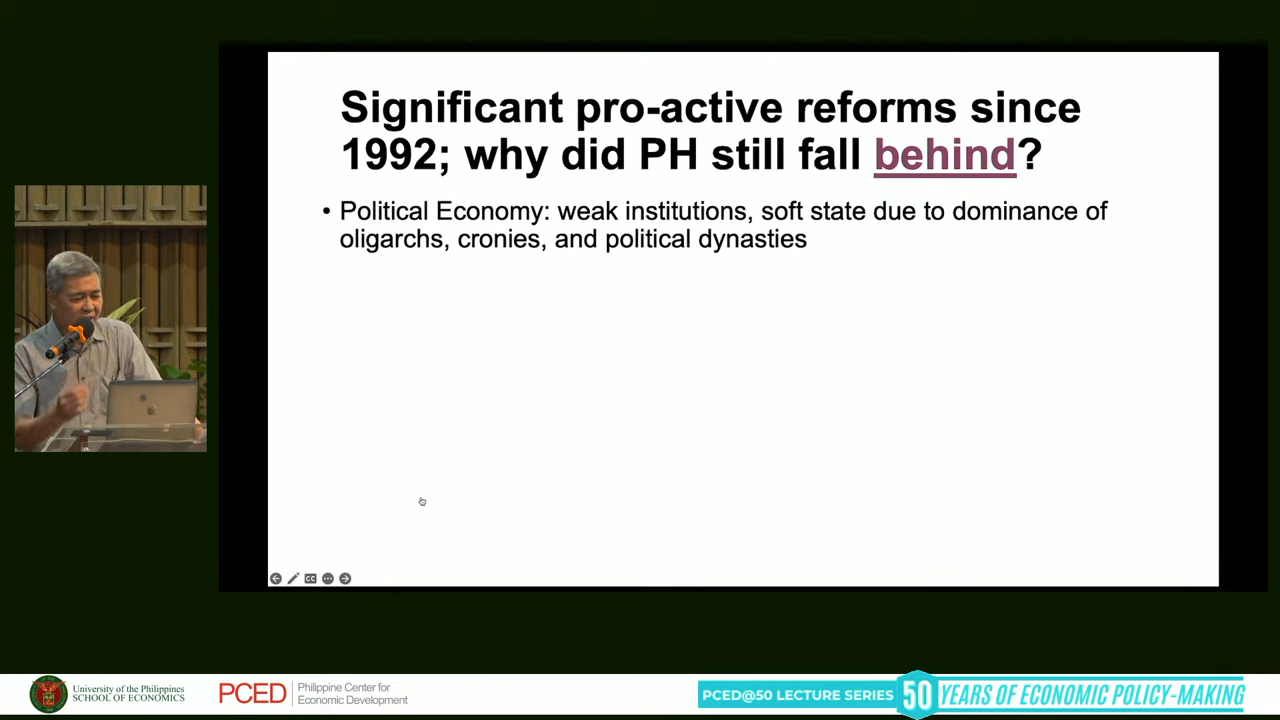 Significant pro-active reforms since
1992; why did PH still fall behind?
• Political Economy: weak institutions, soft state due to dominance of
oligarchs, cronies, and political dynasties
University of the Philippines
SCHOOL OF ECONOMICS
PCED
Philippine Center for
Economic Development
PCED@50 LECTURE SERIES
50 YEARS OF ECONOMIC POLICY-MAKING